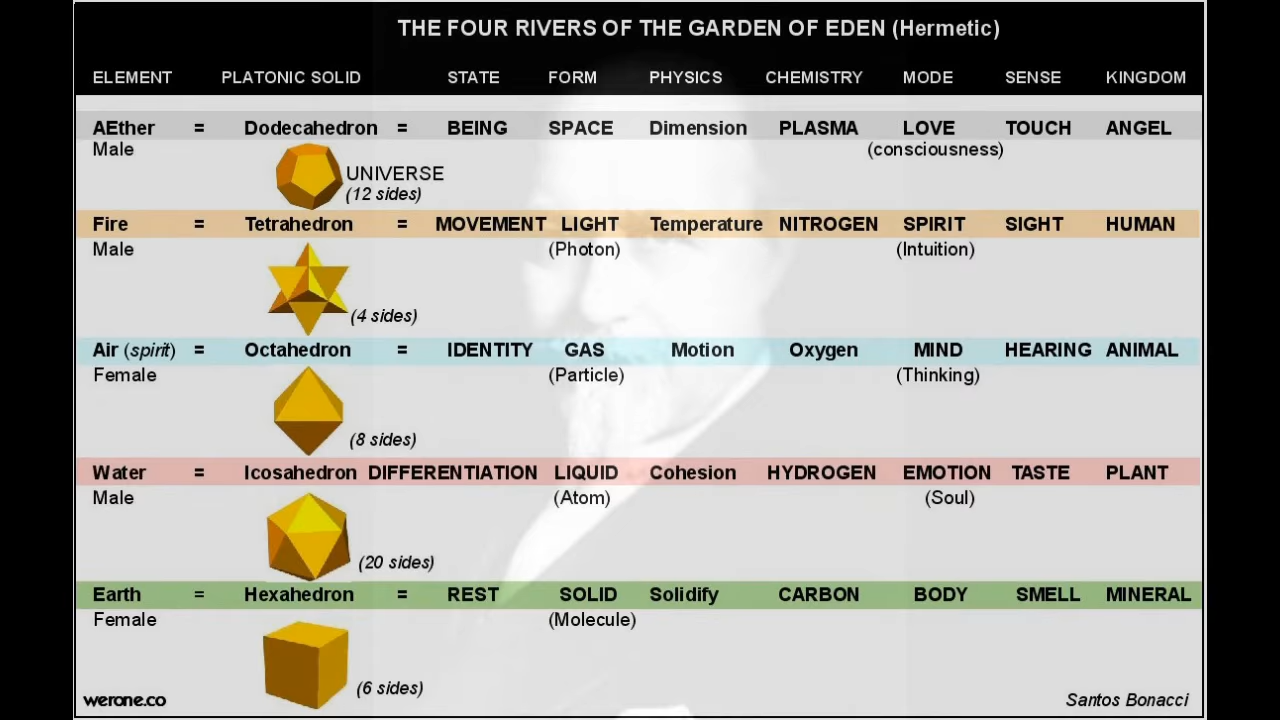 THE FOUR RIVERS OF THE GARDEN OF EDEN (Hermetic)
ELEMENT PLATONIC SOLID STATE FORM PHYSICS CHEMISTRY MODE SENSE KINGDOM
AEther = Dodecahedron = BEING SPACE Dimension PLASMA LOVE TOUCH ANGEL
Male (consciousness)
UNIVERSE
(12 sides)
Fire = Tetrahedron = MOVEMENT LIGHT Temperature NITROGEN SPIRIT SIGHT HUMAN
Male (Photon) (Intuition)
(4 sides)
Air (spirit) = Octahedron = IDENTITY GAS Motion Oxygen MIND HEARING ANIMAL
Female (Particle) (Thinking)
(8 sides)
Water = Icosahedron DIFFERENTIATION LIQUID Cohesion HYDROGEN EMOTION TASTE PLANT
Male (Atom) (Soul)
(20 sides)
Earth = Hexahedron = REST SOLID Solidify CARBON BODY SMELL MINERAL
Female (Molecule)
(6 sides)
werone.co Santos Bonacci